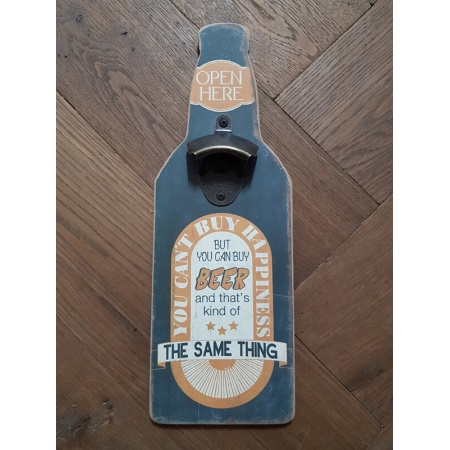 OPEN
HERE
YOU CAN'T BUY HAPPINESS
BUT
YOU CAN BUY
BEER
and that's
kind of
THE SAME THING